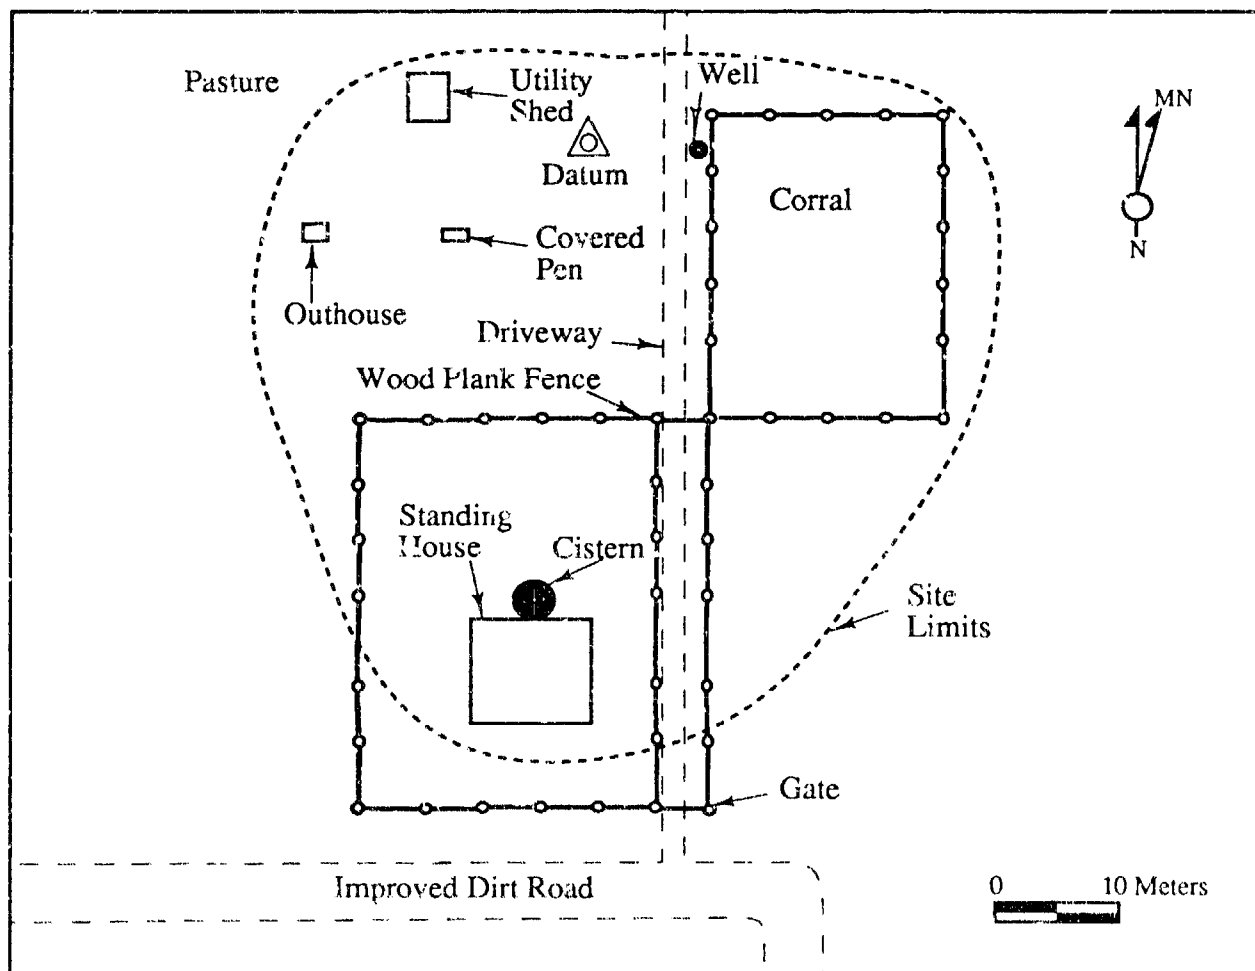 Pasture
Utility
Shed
Well
MN
Datum
Corral
Covered
Pen
N
Outhouse
Driveway
Wood Plank Fence
Standing
House
Cistern
Site
Limits
Gate
Improved Dirt Road
0 10 Meters